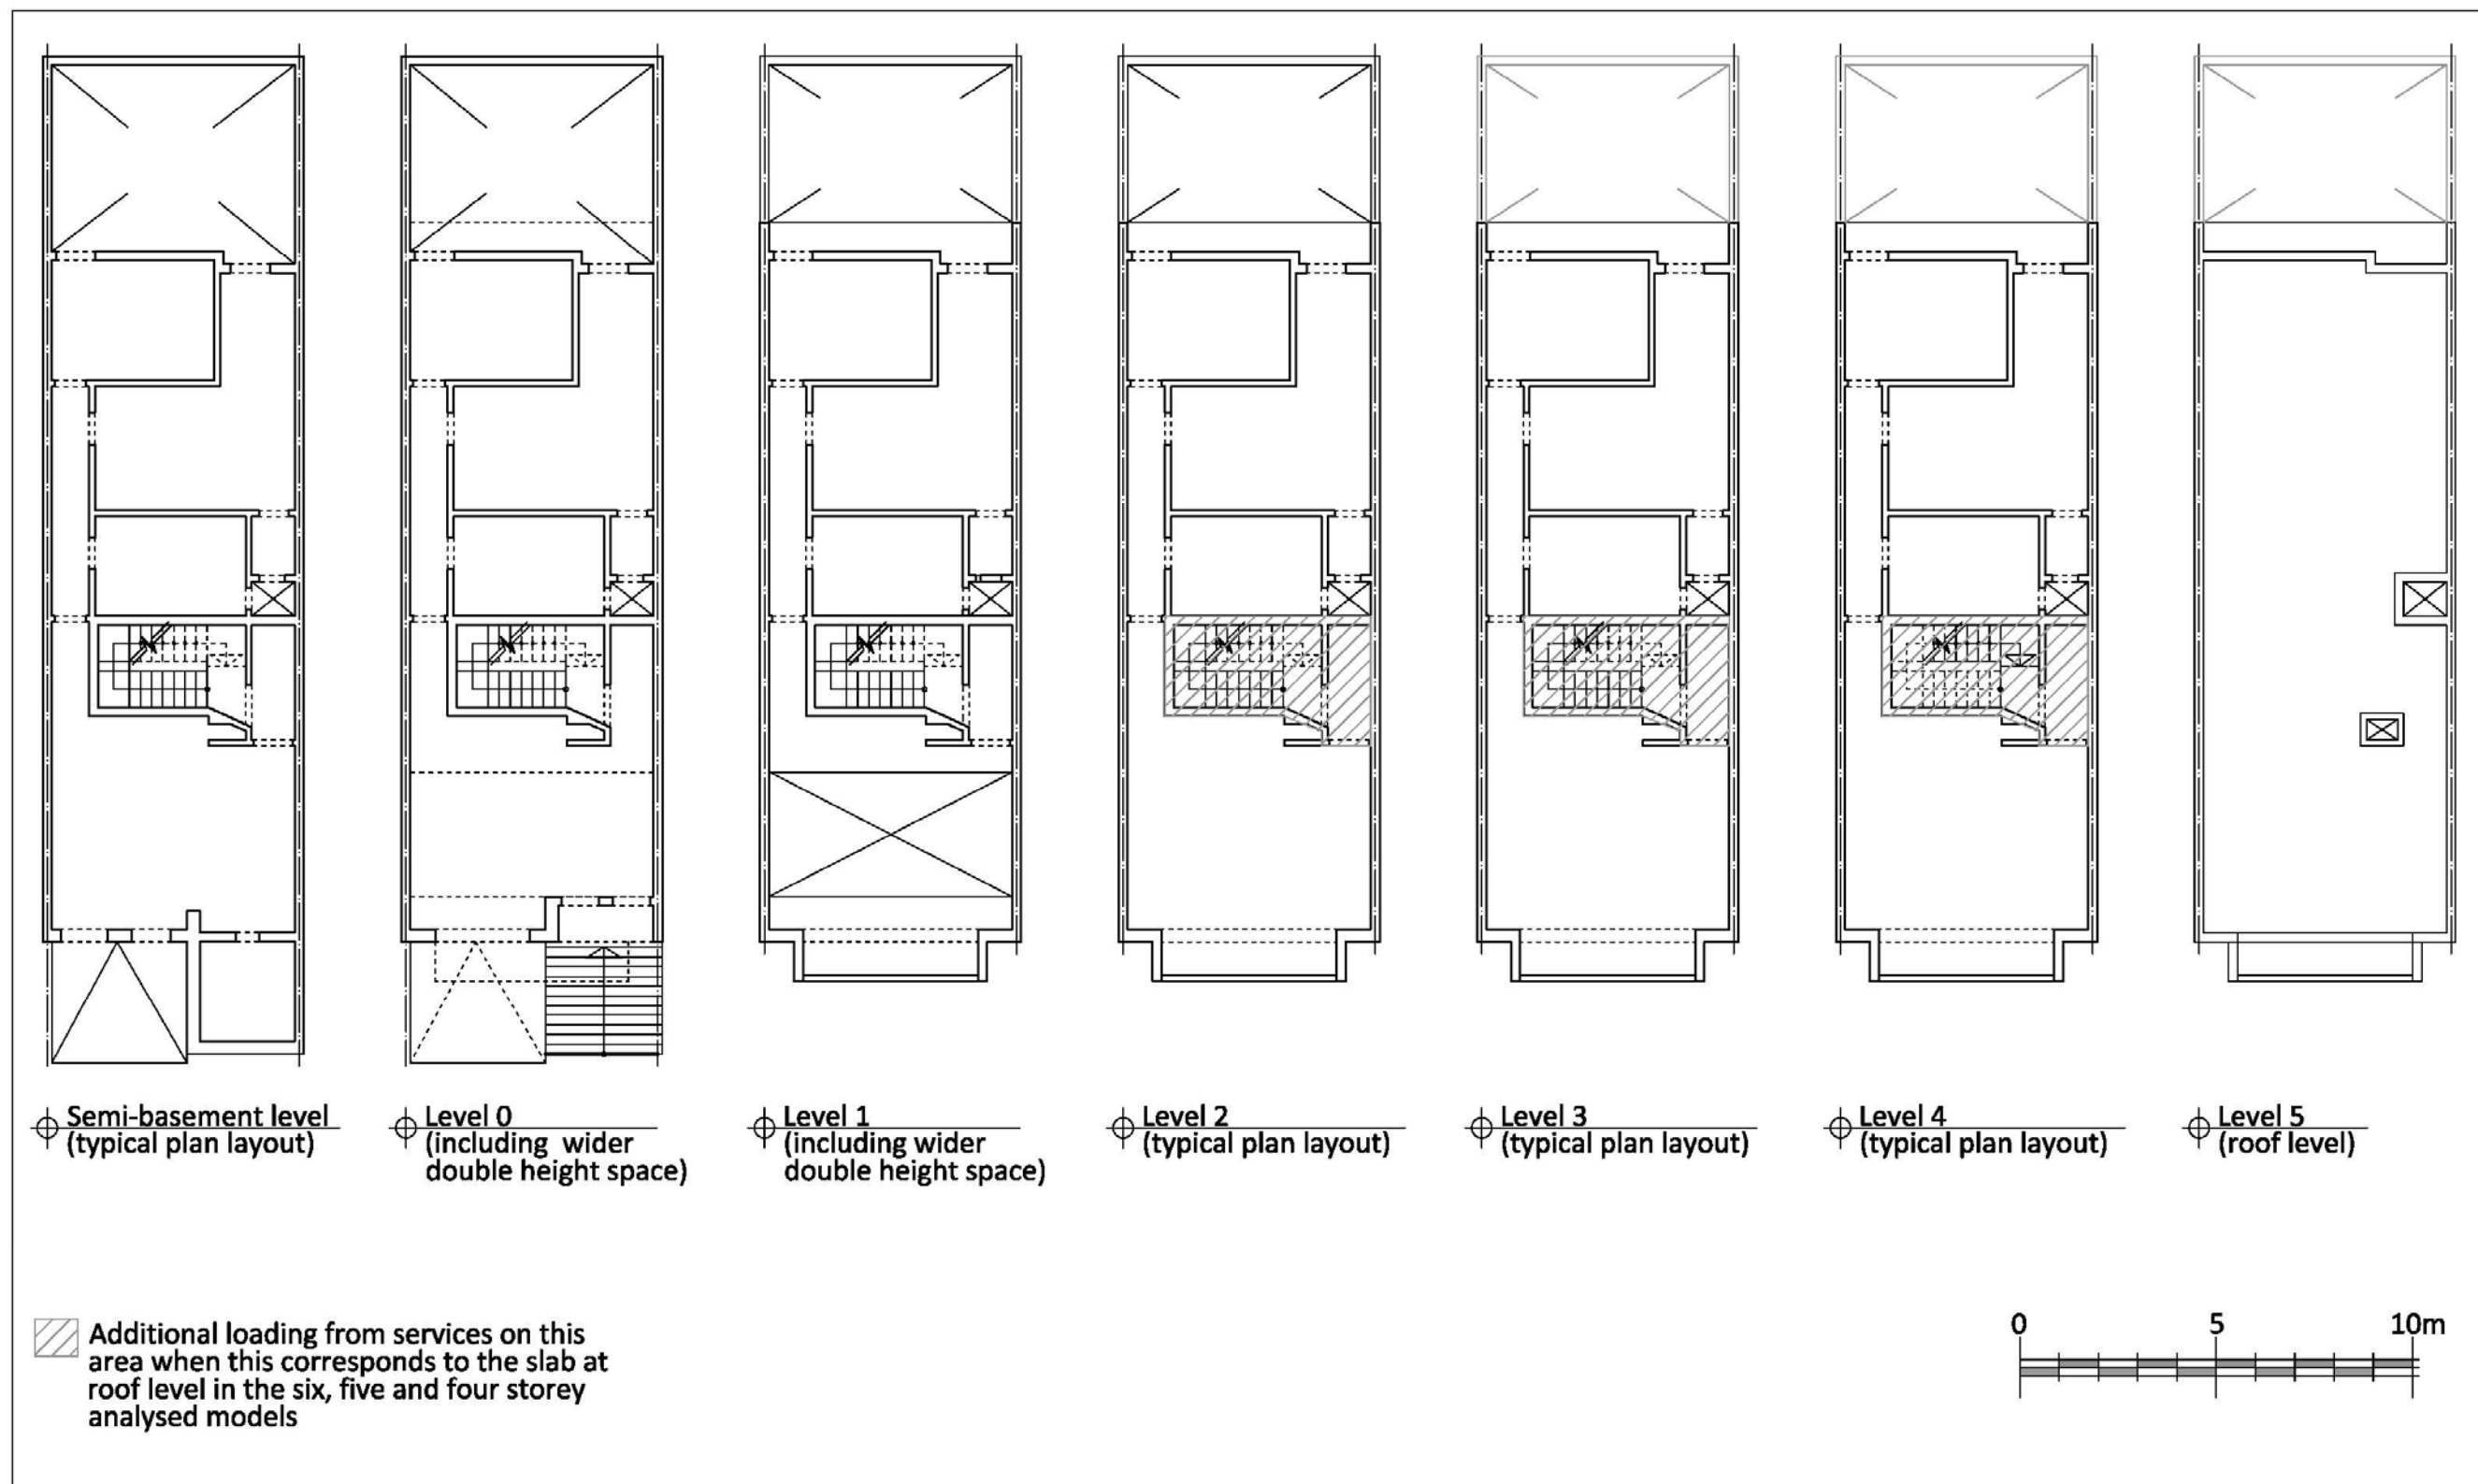 Semi-basement level
(typical plan layout)
Level 0
(including wider
double height space)
Level 1
(including wider
double height space)
Level 2
(typical plan layout)
Level 3
(typical plan layout)
Level 4
(typical plan layout)
Level 5
(roof level)
Additional loading from services on this
area when this corresponds to the slab at
roof level in the six, five and four storey
analysed models
0 5 10m